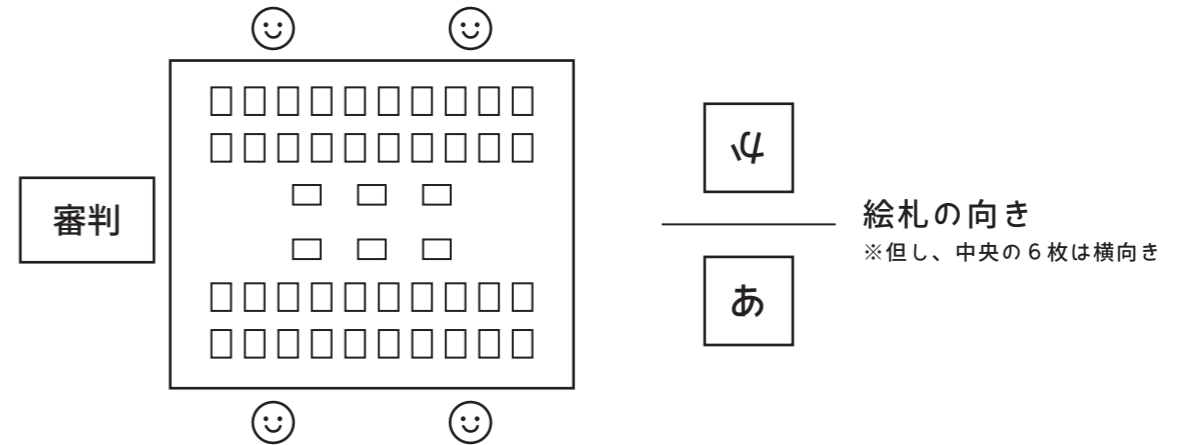 審判
か
絵札の向き
※但し、中央の6枚は横向き
あ